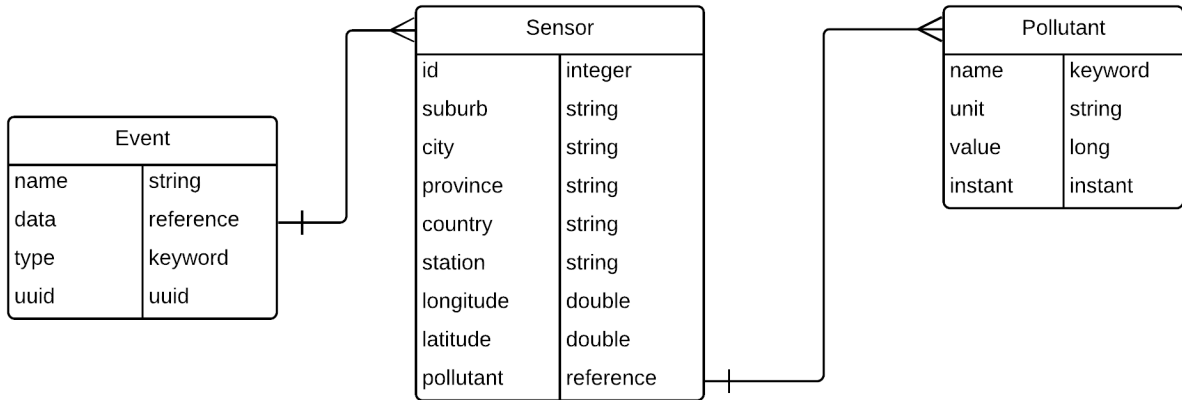 Event
name string
data reference
type keyword
uuid uuid
Sensor
id integer
suburb string
city string
province string
country string
station string
longitude double
latitude double
pollutant reference
Pollutant
name keyword
unit string
value long
instant instant